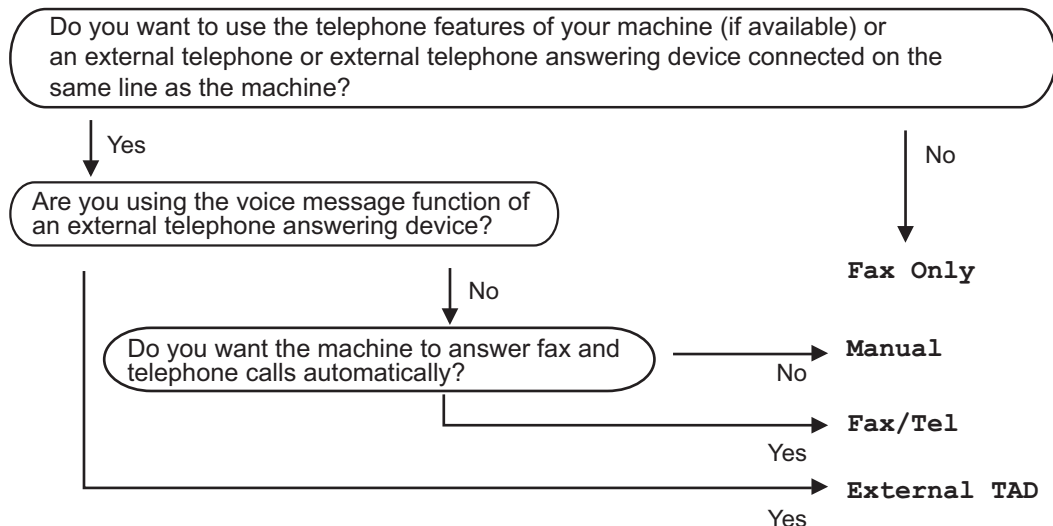 Do you want to use the telephone features of your machine (if available) or
an external telephone or external telephone answering device connected on the
same line as the machine?
Yes
No
Are you using the voice message function of
an external telephone answering device?
Fax Only
No
Do you want the machine to answer fax and
telephone calls automatically?
Manual
No
Fax/Tel
Yes
External TAD
Yes